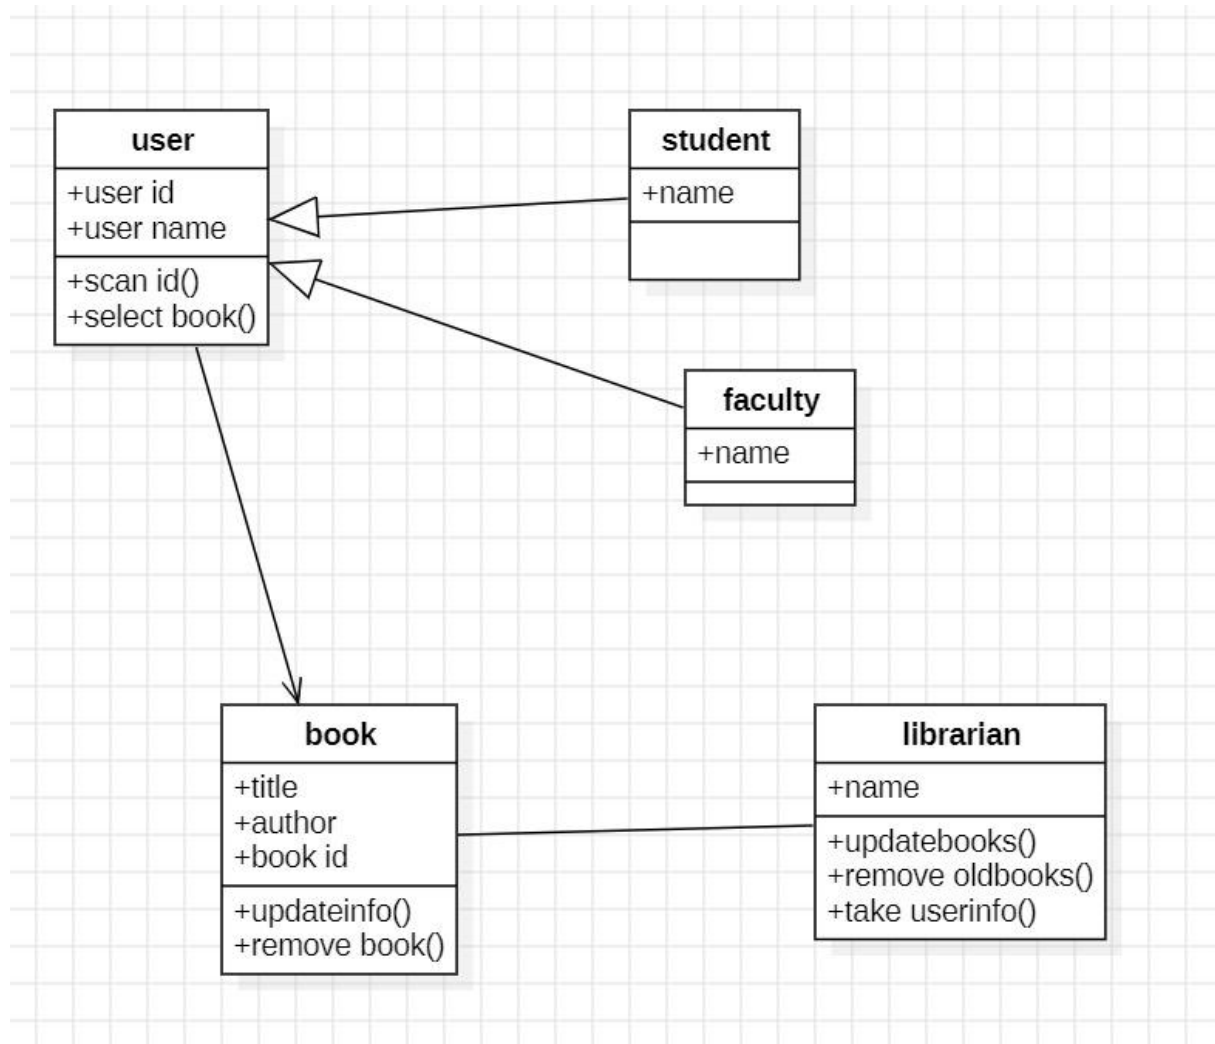 user
+user id
+user name
+scan id()
+select book()
student
+name
faculty
+name
book
+title
+author
+book id
+updateinfo()
+remove book()
librarian
+name
+updatebooks()
+remove oldbooks()
+take userinfo()